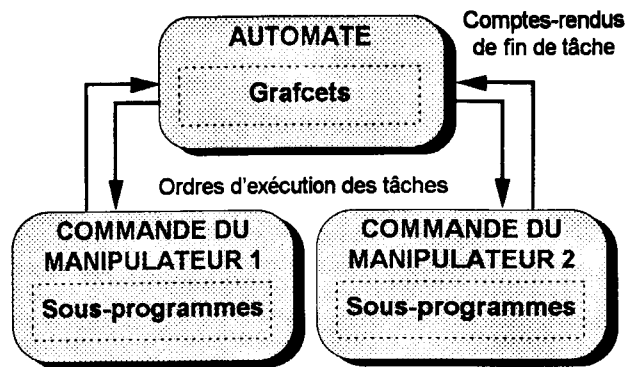 AUTOMATE
Grafcets
Comptes-rendus
de fin de tâche
Ordres d'exécution des tâches
COMMANDE DU
MANIPULATEUR 1
Sous-programmes
COMMANDE DU
MANIPULATEUR 2
Sous-programmes